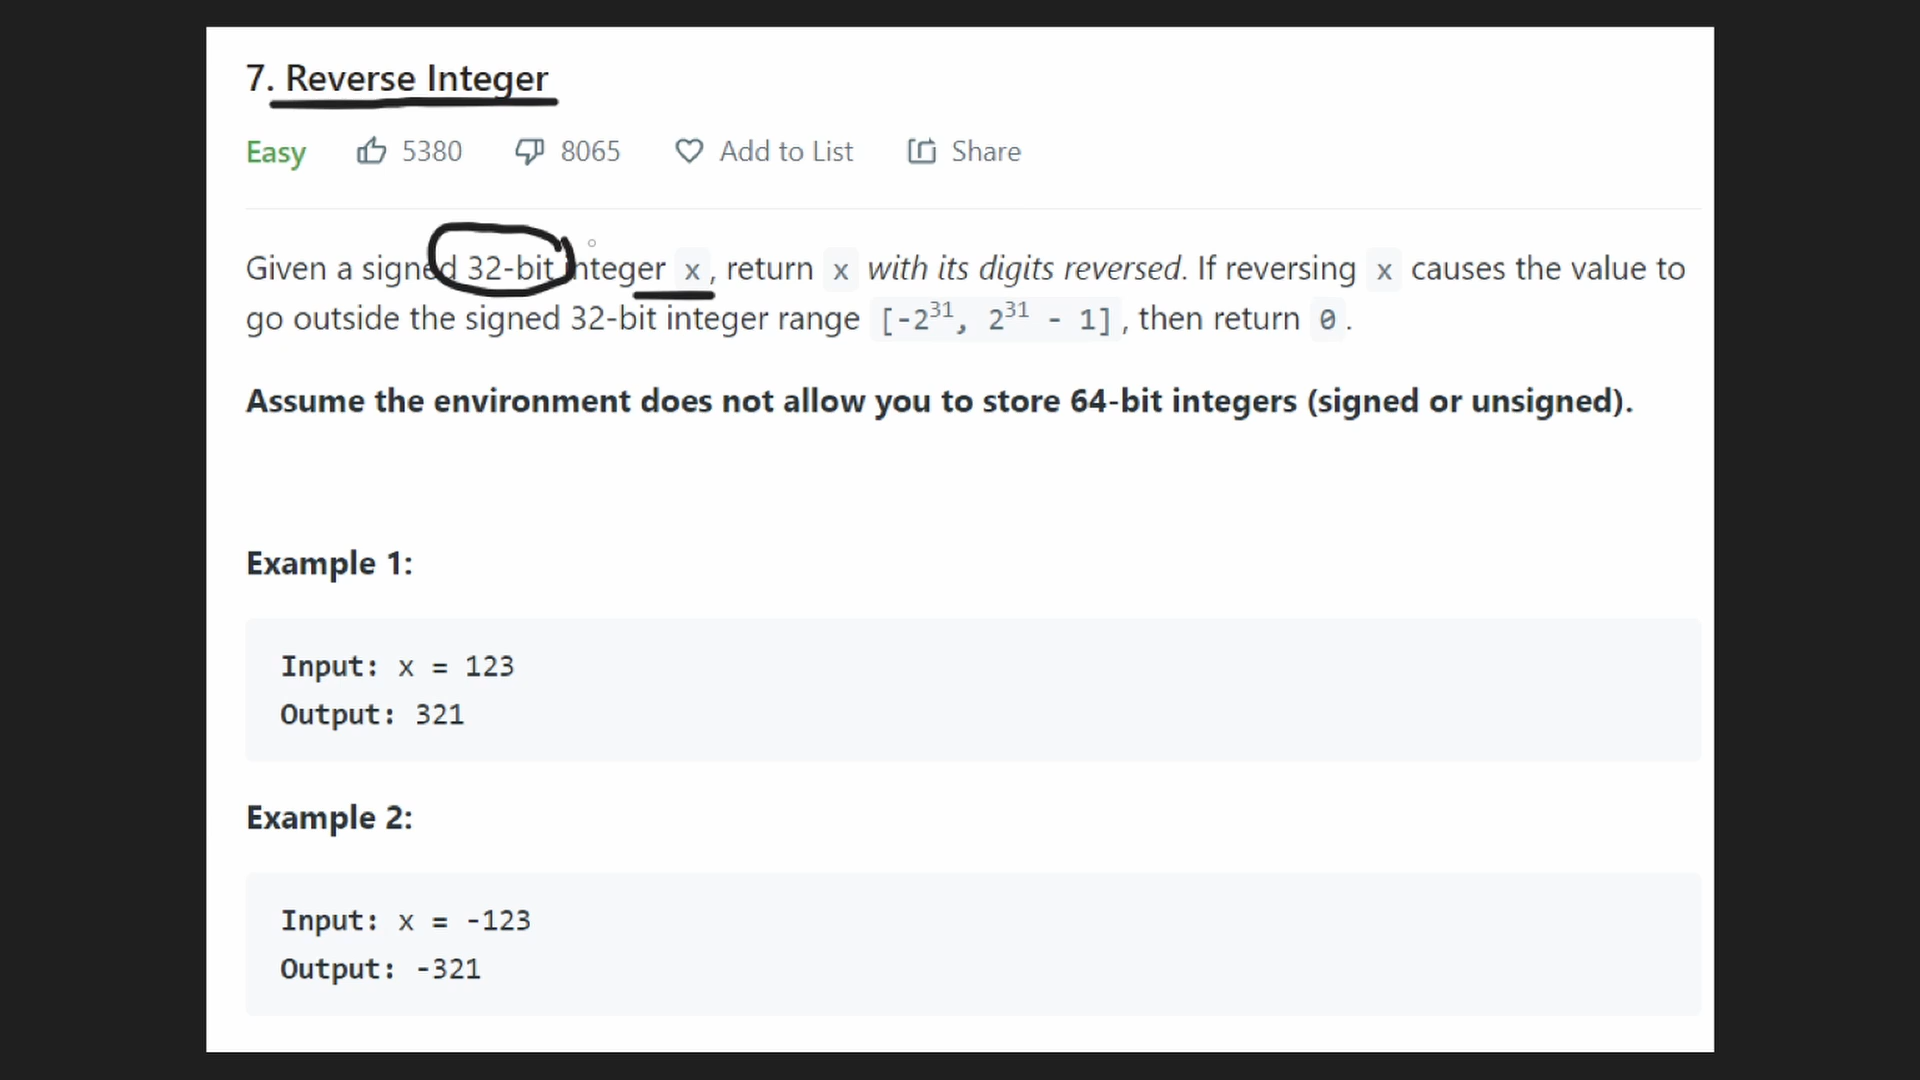 7. Reverse Integer
Easy 5380 8065 Add to List Share
Given a signed 32-bit integer x, return x with its digits reversed. If reversing x causes the value to
go outside the signed 32-bit integer range [-2³¹, 2³¹ - 1], then return 0.
Assume the environment does not allow you to store 64-bit integers (signed or unsigned).
Example 1:
Input: x = 123
Output: 321
Example 2:
Input: x = -123
Output: -321